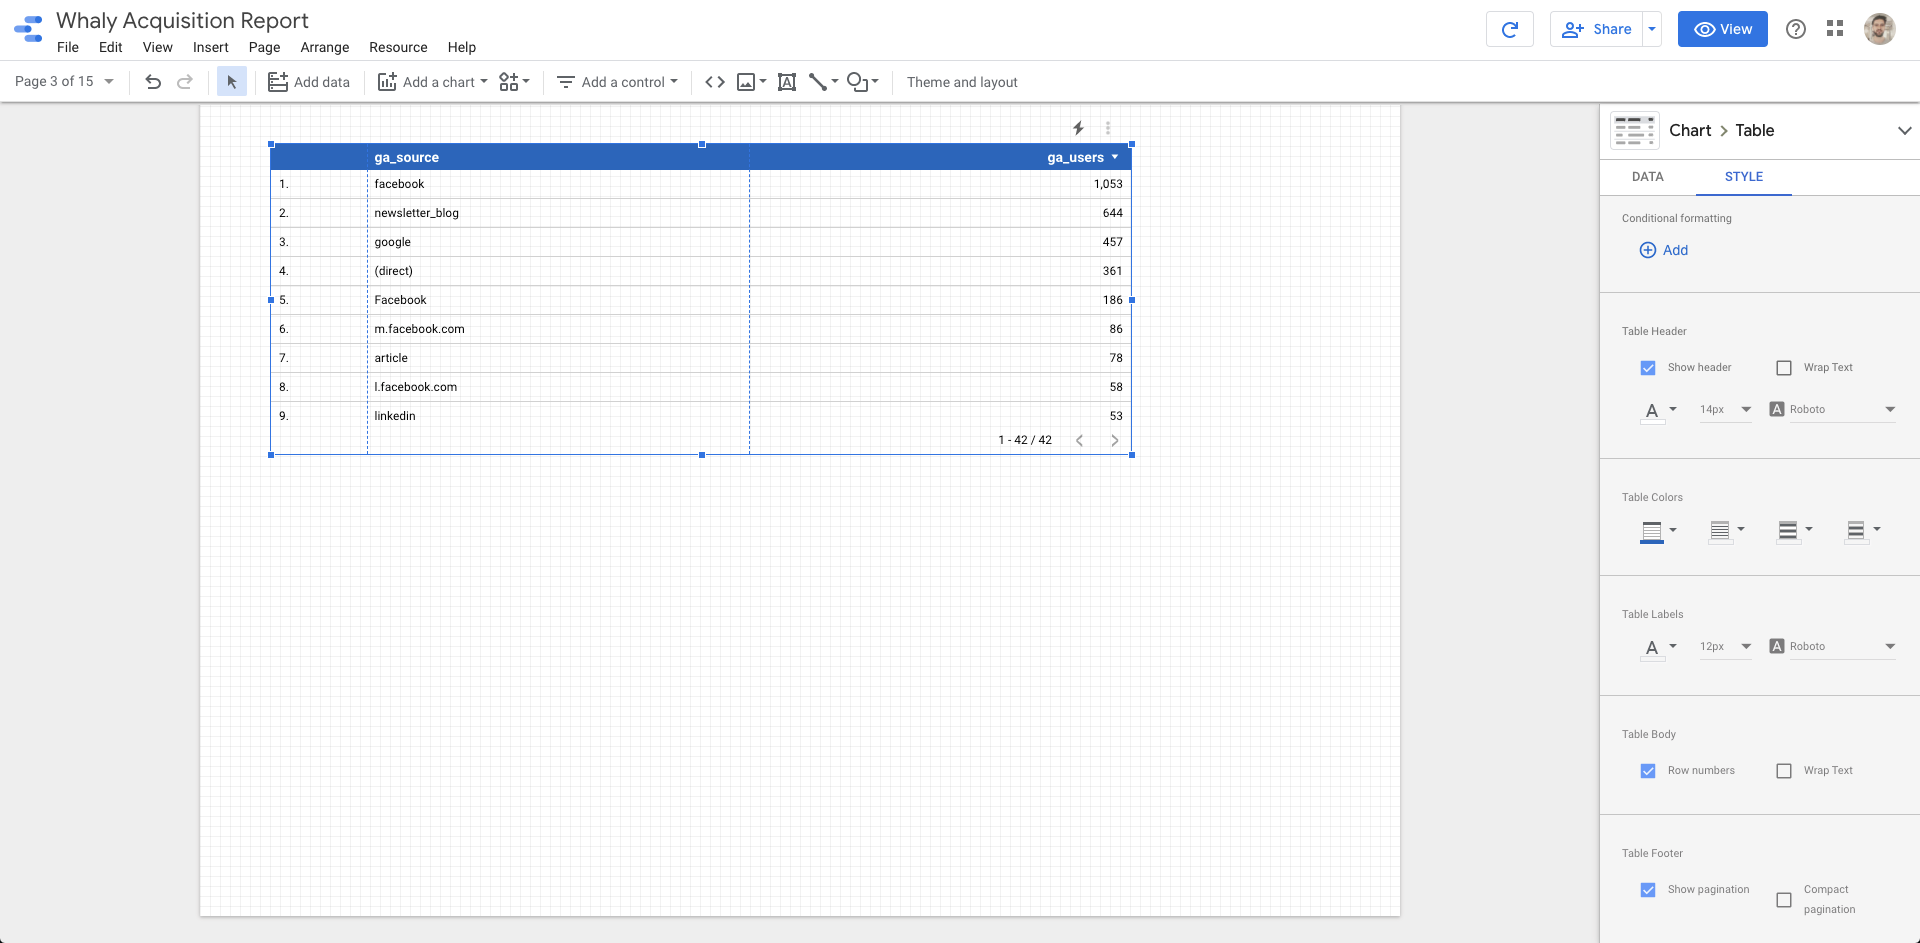 Whaly Acquisition Report
File Edit View Insert Page Arrange Resource Help
Share
View
Page 3 of 15
Add data
Add a chart
Add a control
Theme and layout
ga_source ga_users
1. facebook 1,053
2. newsletter_blog 644
3. google 457
4. (direct) 361
5. Facebook 186
6. m.facebook.com 86
7. article 78
8. l.facebook.com 58
9. linkedin 53
1 - 42 / 42
Chart > Table
DATA STYLE
Conditional formatting
Add
Table Header
Show header Wrap Text
A 14px A Roboto
Table Colors
Table Labels
A 12px A Roboto
Table Body
Row numbers Wrap Text
Table Footer
Show pagination Compact
pagination